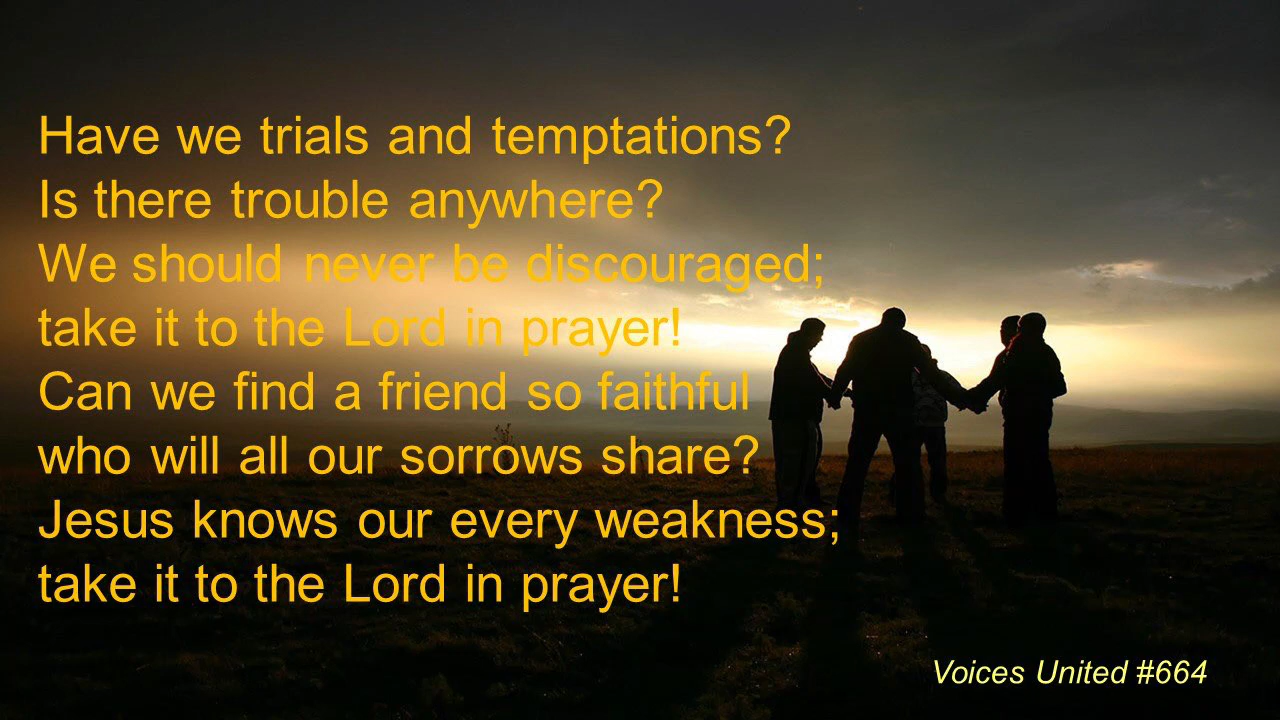 Have we trials and temptations?
Is there trouble anywhere?
We should never be discouraged;
take it to the Lord in prayer!
Can we find a friend so faithful
who will all our sorrows share?
Jesus knows our every weakness;
take it to the Lord in prayer!
Voices United #664